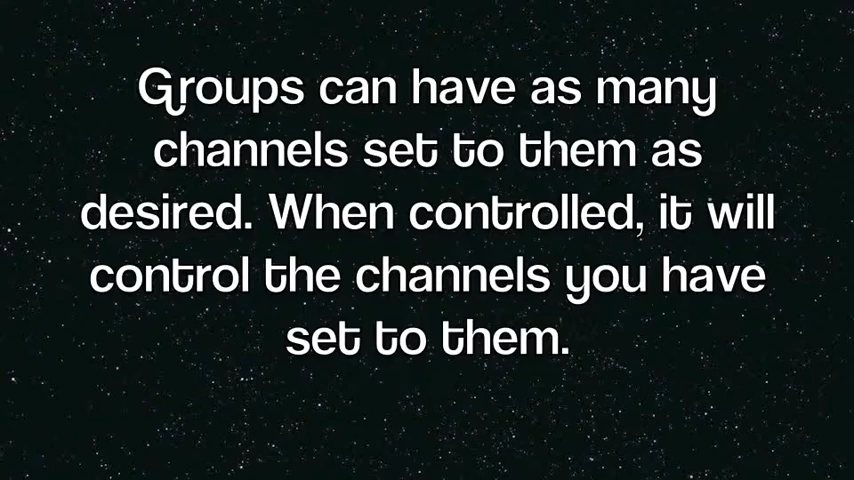 Groups can have as many
channels set to them as
desired. When controlled, it will
control the channels you have
set to them.